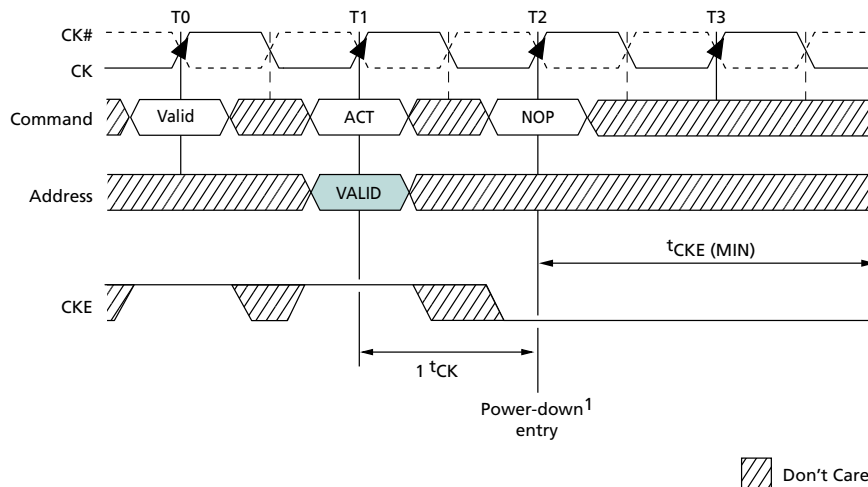 T0 T1 T2 T3
CK#
CK
Command Valid ACT NOP
Address VALID
tCKE (MIN)
CKE
1 tCK
Power-down1
entry
Don't Care